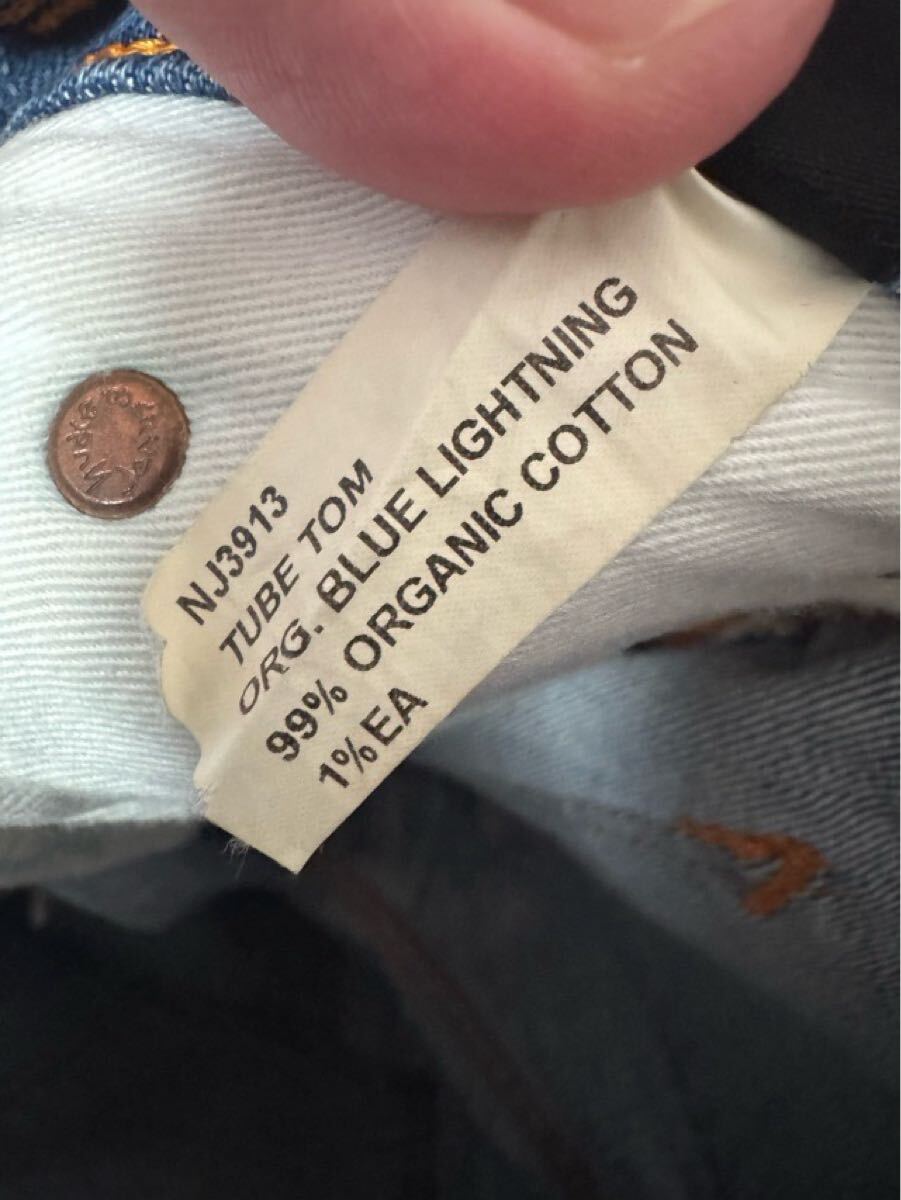 NJ3913
TUBE TOM
ORG. BLUE LIGHTNING
99% ORGANIC COTTON
1% EA